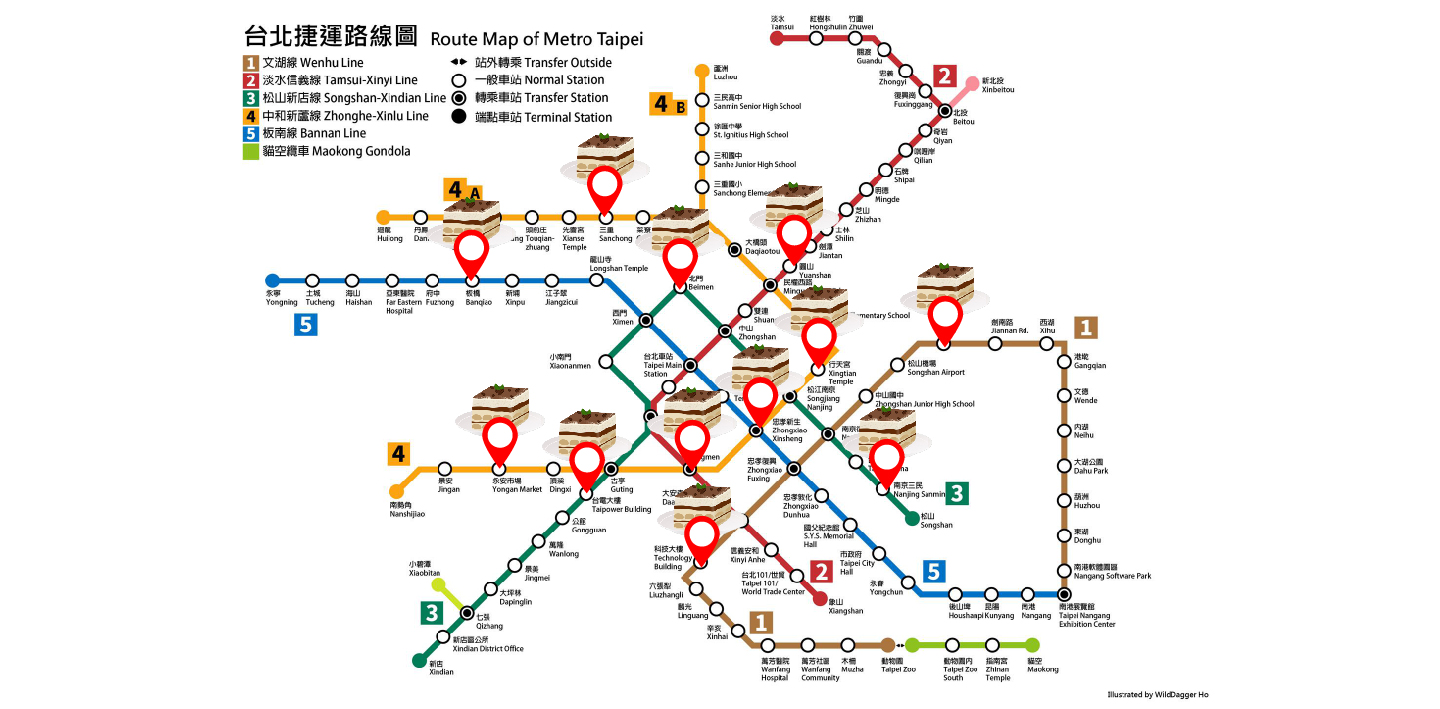 台北捷運路線圖 Route Map of Metro Taipei
1 文湖線 Wenhu Line
2 淡水信義線 Tamsui-Xinyi Line
3 松山新店線 Songshan-Xindian Line
4 中和新蘆線 Zhonghe-Xinlu Line
5 板南線 Bannan Line
貓空纜車 Maokong Gondola
站外轉乘 Transfer Outside
一般車站 Normal Station
轉乘車站 Transfer Station
端點車站 Terminal Station
淡水
Tamsui
紅樹林
Hongshulin
竹圍
Zhuwei
關渡
Guandu
忠義
Zhongyi
復興崗
Fuxinggang
2
新北投
Xinbeitou
北投
Beitou
奇岩
Qiyan
唭哩岸
Qilian
石牌
Shipai
明德
Mingde
芝山
Zhishan
士林
Shilin
劍潭
Jiantan
圓山
Yuanshan
民權西路
雙連
中山
Zhongshan
蘆洲
Luzhou
4 B
三民高中
Sanmin Senior High School
徐匯中學
St. Ignitius High School
三和國中
Sanhe Junior High School
三重國小
4 A
迴龍
Huilong
丹鳳
頭前庄
Touqian-
zhuang
先嗇宮
Xianse
Temple
三重
Sanchong
菜寮
大橋頭
Daqiaotou
ementary School
永寧
Yongning
土城
Tucheng
海山
Haishan
亞東醫院
Far Eastern
Hospital
府中
Fuzhong
板橋
Banqiao
新埔
Xinpu
江子翠
Jiangzicui
龍山寺
Longshan Temple
5
北門
Beimen
西門
Ximen
小南門
Xiaonanmen
台北車站
Taipei Main
Station
行天宮
Xingtian
Temple
松江南京
Songjiang
Nanjing
忠孝新生
Zhongxiao
Xinsheng
忠孝復興
Zhongxiao
Fuxing
忠孝敦化
Zhongxiao
Dunhua
國父紀念館
S.Y.S. Memorial
Hall
市政府
Taipei City
Hall
永春
Yongchun
5
後山埤
Houshanpi
昆陽
Kunyang
南港
Nangang
南港展覽館
Taipei Nangang
Exhibition Center
劍南路
Jiannan Rd.
西湖
Xihu
1
港墘
Gangqian
文德
Wende
內湖
Neihu
大湖公園
Dahu Park
葫洲
Huzhou
東湖
Donghu
南港軟體園區
Nangang Software Park
松山機場
Songshan Airport
中山國中
Zhongshan Junior High School
南京三民
Nanjing Sanmin
3
松山
Songshan
4
南勢角
Nanshijiao
景安
Jingan
永安市場
Yongan Market
頂溪
Dingxi
古亭
Guting
台電大樓
Taipower Building
公館
Gongguan
萬隆
Wanlong
景美
Jingmei
大坪林
Dapinglin
七張
Qizhang
小碧潭
Xiaobitan
3
新店區公所
Xindian District Office
新店
Xindian
信義安和
Xinyi Anhe
台北101/世貿
Taipei 101/
World Trade Center
2
象山
Xiangshan
科技大樓
Technology
Building
六張犁
Liuzhangli
麟光
Linguang
辛亥
Xinhai
1
萬芳醫院
Wanfang
Hospital
萬芳社區
Wanfang
Community
木柵
Muzha
動物園
Taipei Zoo
動物園內
Taipei Zoo
South
指南宮
Zhinan
Temple
貓空
Maokong
Illustrated by WildDagger Ho